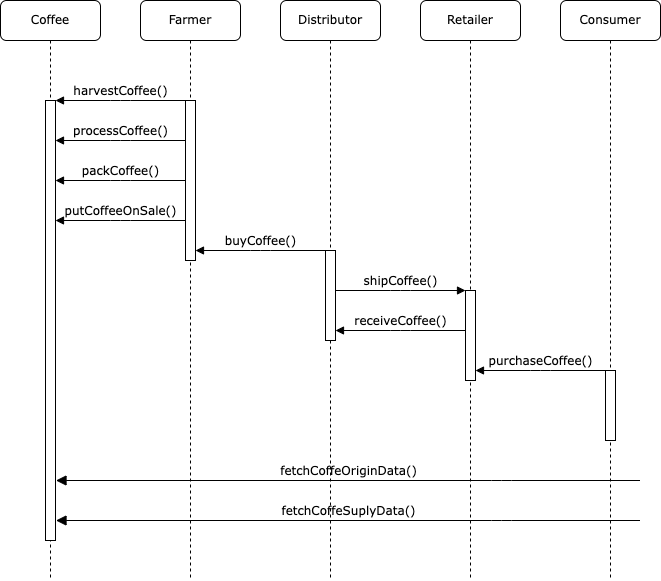 Coffee
Farmer
Distributor
Retailer
Consumer
harvestCoffee()
processCoffee()
packCoffee()
putCoffeeOnSale()
buyCoffee()
shipCoffee()
receiveCoffee()
purchaseCoffee()
fetchCoffeOriginData()
fetchCoffeSuplyData()